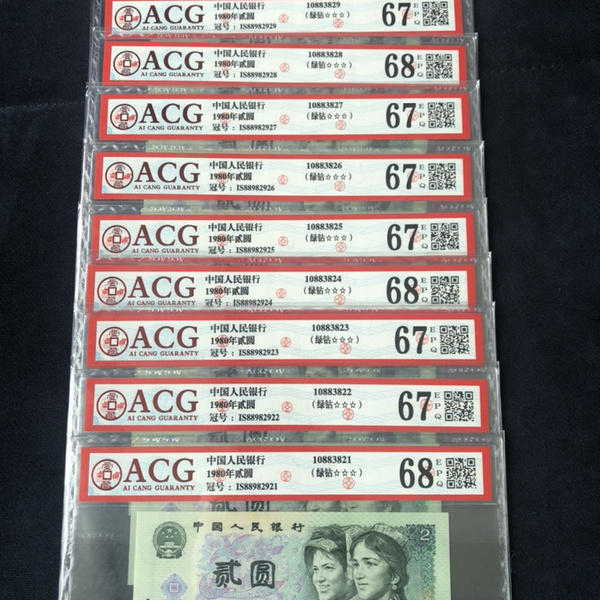 ACG
AI CANG GUARANTY
中国人民银行
1980年贰圆
冠号：IS88982929
10883829
（绿钻☆☆☆）
67
EPQ
ACG
AI CANG GUARANTY
中国人民银行
1980年贰圆
冠号：IS88982928
10883828
（绿钻☆☆☆）
68
EPQ
ACG
AI CANG GUARANTY
中国人民银行
1980年贰圆
冠号：IS88982927
10883827
（绿钻☆☆☆）
67
EPQ
ACG
AI CANG GUARANTY
中国人民银行
1980年贰圆
冠号：IS88982926
10883826
（绿钻☆☆☆）
67
EPQ
ACG
AI CANG GUARANTY
中国人民银行
1980年贰圆
冠号：IS88982925
10883825
（绿钻☆☆☆）
67
EPQ
ACG
AI CANG GUARANTY
中国人民银行
1980年贰圆
冠号：IS88982924
10883824
（绿钻☆☆☆）
68
EPQ
ACG
AI CANG GUARANTY
中国人民银行
1980年贰圆
冠号：IS88982923
10883823
（绿钻☆☆☆）
67
EPQ
ACG
AI CANG GUARANTY
中国人民银行
1980年贰圆
冠号：IS88982922
10883822
（绿钻☆☆☆）
67
EPQ
ACG
AI CANG GUARANTY
中国人民银行
1980年贰圆
冠号：IS88982921
10883821
（绿钻☆☆☆）
68
EPQ
中国人民银行
2
贰圆